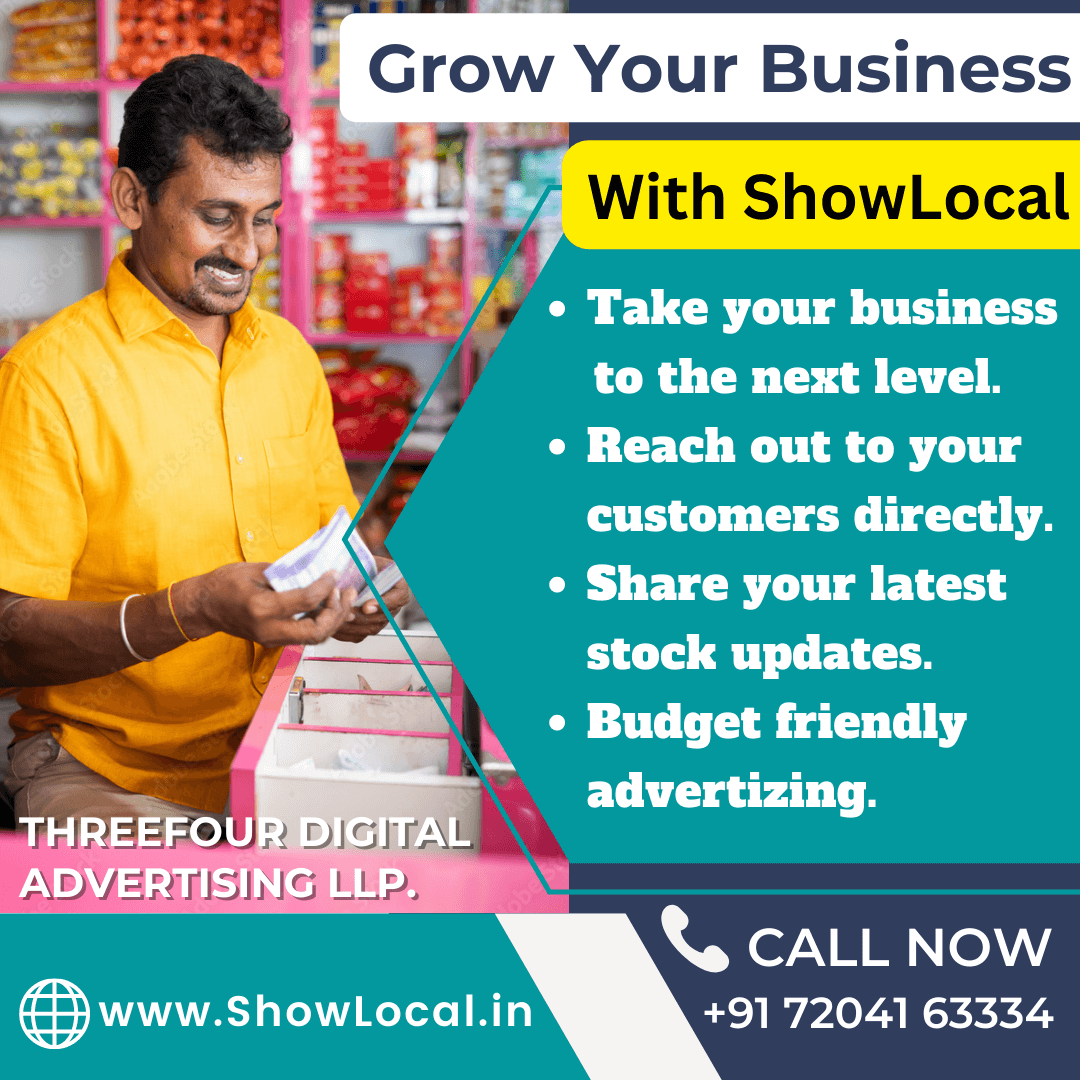 Grow Your Business
With ShowLocal
• Take your business
to the next level.
• Reach out to your
customers directly.
• Share your latest
stock updates.
• Budget friendly
advertizing.
THREEFOUR DIGITAL
ADVERTISING LLP.
CALL NOW
www.ShowLocal.in
+91 72041 63334